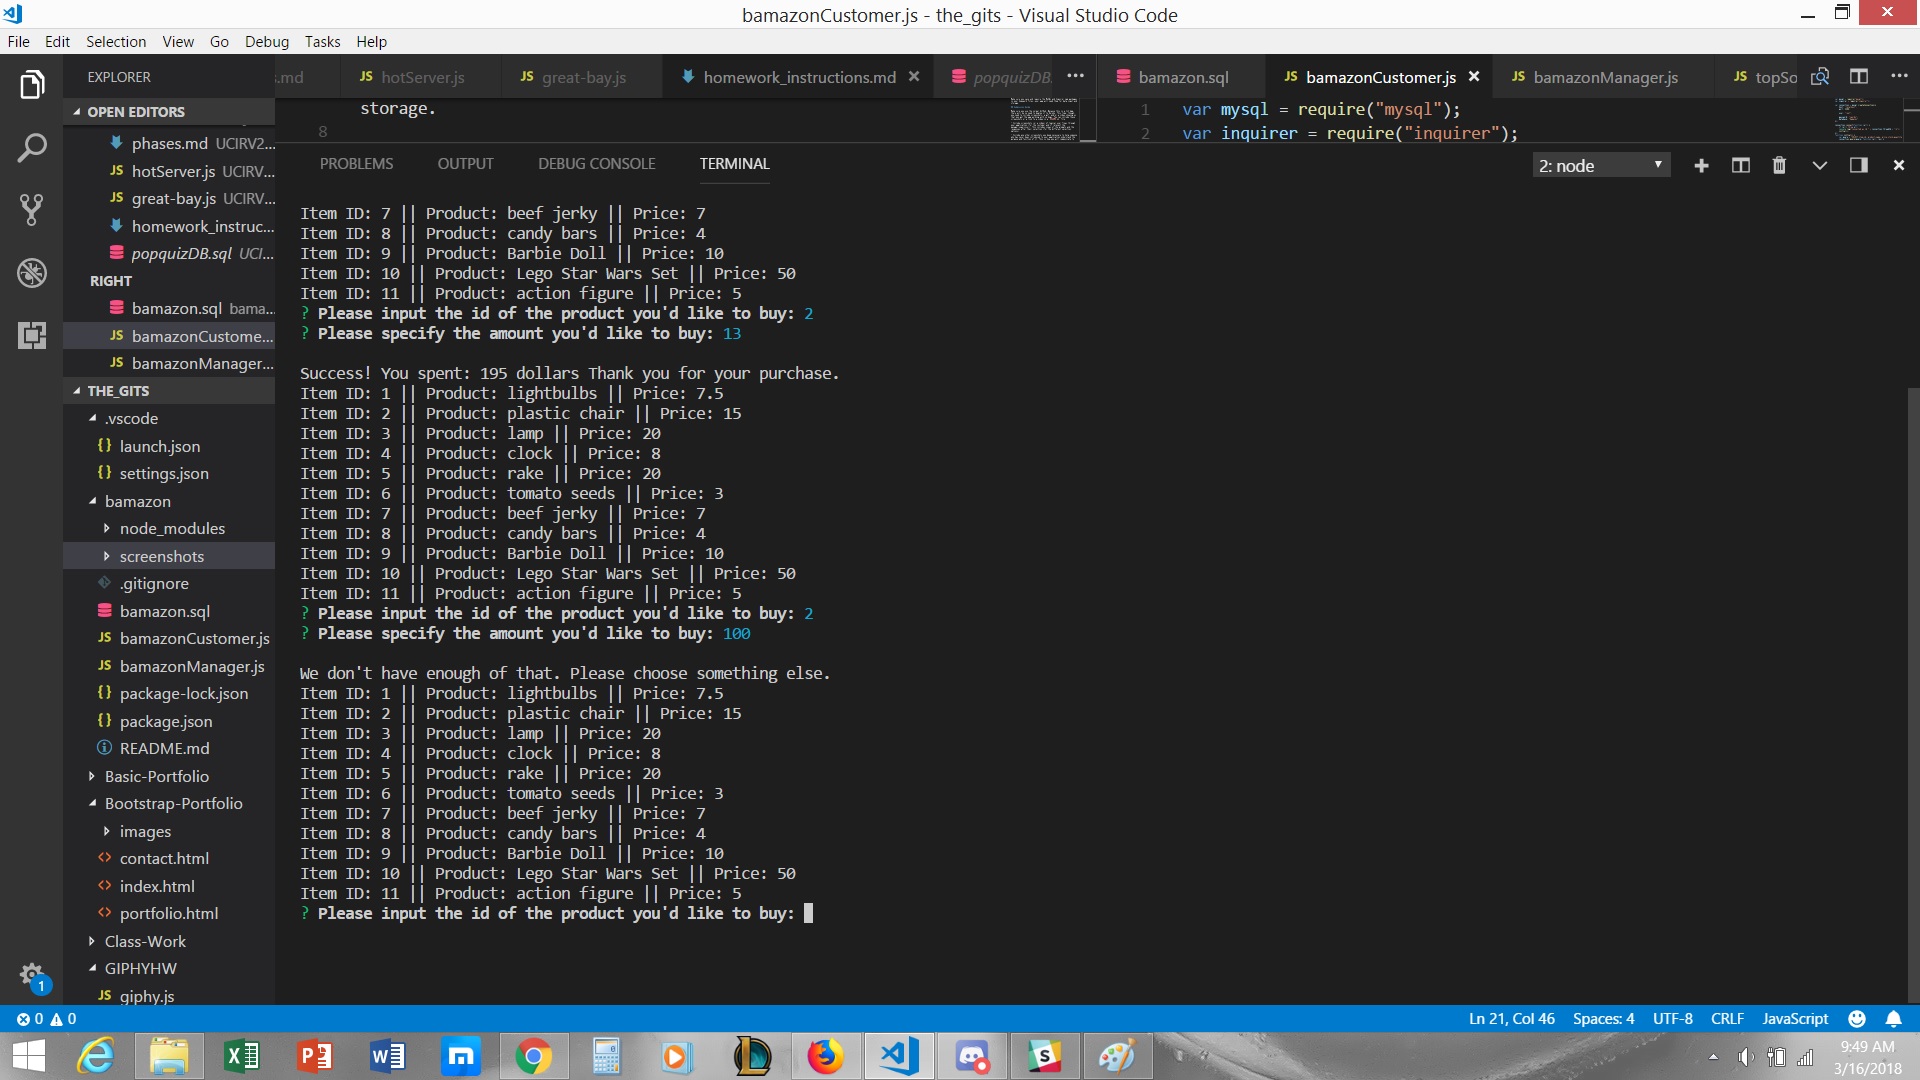 bamazonCustomer.js - the_gits - Visual Studio Code
File Edit Selection View Go Debug Tasks Help
EXPLORER
s.md hotServer.js great-bay.js homework_instructions.md popquizDB. bamazon.sql bamazonCustomer.js bamazonManager.js topSo
OPEN EDITORS
phases.md UCIRV2...
hotServer.js UCIRV...
great-bay.js UCIRV...
homework_instruc...
popquizDB.sql UCI...
RIGHT
bamazon.sql bama...
bamazonCustome...
bamazonManager...
THE_GITS
.vscode
launch.json
settings.json
bamazon
node_modules
screenshots
.gitignore
bamazon.sql
bamazonCustomer.js
bamazonManager.js
package-lock.json
package.json
README.md
Basic-Portfolio
Bootstrap-Portfolio
images
contact.html
index.html
portfolio.html
Class-Work
GIPHYHW
giphy.js
storage.
8
1 var mysql = require("mysql");
2 var inquirer = require("inquirer");
PROBLEMS OUTPUT DEBUG CONSOLE TERMINAL 2: node
Item ID: 7 || Product: beef jerky || Price: 7
Item ID: 8 || Product: candy bars || Price: 4
Item ID: 9 || Product: Barbie Doll || Price: 10
Item ID: 10 || Product: Lego Star Wars Set || Price: 50
Item ID: 11 || Product: action figure || Price: 5
? Please input the id of the product you'd like to buy: 2
? Please specify the amount you'd like to buy: 13
Success! You spent: 195 dollars Thank you for your purchase.
Item ID: 1 || Product: lightbulbs || Price: 7.5
Item ID: 2 || Product: plastic chair || Price: 15
Item ID: 3 || Product: lamp || Price: 20
Item ID: 4 || Product: clock || Price: 8
Item ID: 5 || Product: rake || Price: 20
Item ID: 6 || Product: tomato seeds || Price: 3
Item ID: 7 || Product: beef jerky || Price: 7
Item ID: 8 || Product: candy bars || Price: 4
Item ID: 9 || Product: Barbie Doll || Price: 10
Item ID: 10 || Product: Lego Star Wars Set || Price: 50
Item ID: 11 || Product: action figure || Price: 5
? Please input the id of the product you'd like to buy: 2
? Please specify the amount you'd like to buy: 100
We don't have enough of that. Please choose something else.
Item ID: 1 || Product: lightbulbs || Price: 7.5
Item ID: 2 || Product: plastic chair || Price: 15
Item ID: 3 || Product: lamp || Price: 20
Item ID: 4 || Product: clock || Price: 8
Item ID: 5 || Product: rake || Price: 20
Item ID: 6 || Product: tomato seeds || Price: 3
Item ID: 7 || Product: beef jerky || Price: 7
Item ID: 8 || Product: candy bars || Price: 4
Item ID: 9 || Product: Barbie Doll || Price: 10
Item ID: 10 || Product: Lego Star Wars Set || Price: 50
Item ID: 11 || Product: action figure || Price: 5
? Please input the id of the product you'd like to buy:
1
0 0 Ln 21, Col 46 Spaces: 4 UTF-8 CRLF JavaScript
9:49 AM
3/16/2018